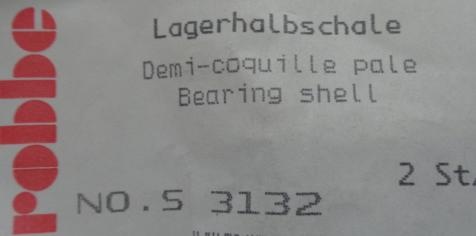 robbe
Lagerhalbschale
Demi-coquille pale
Bearing shell
2 St.
NO.S 3132